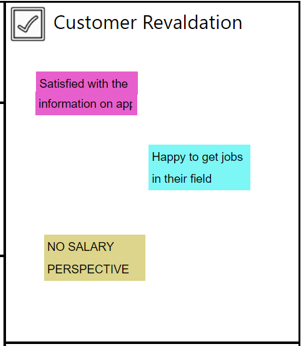 Customer Revaldation
Satisfied with the
information on app
Happy to get jobs
in their field
NO SALARY
PERSPECTIVE